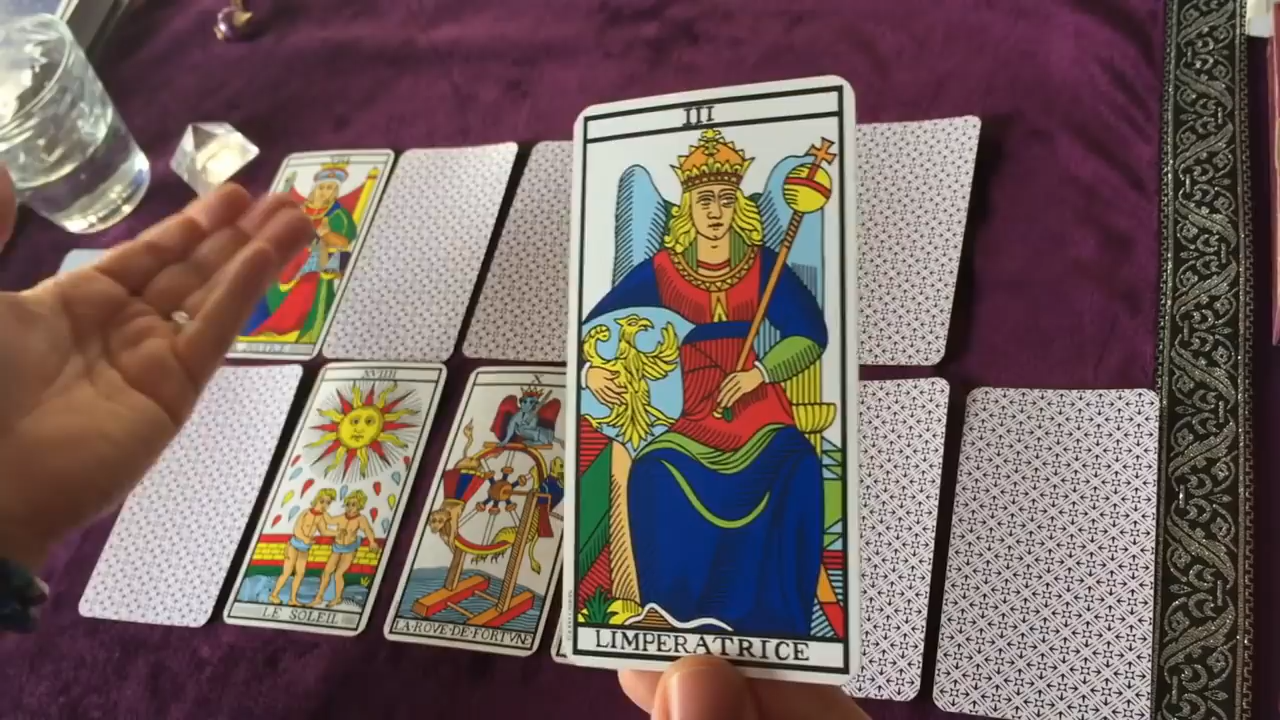 III
LIMPERATRICE
XVIIII
LE SOLEIL
X
LA·ROVE·DE·FORTVNE